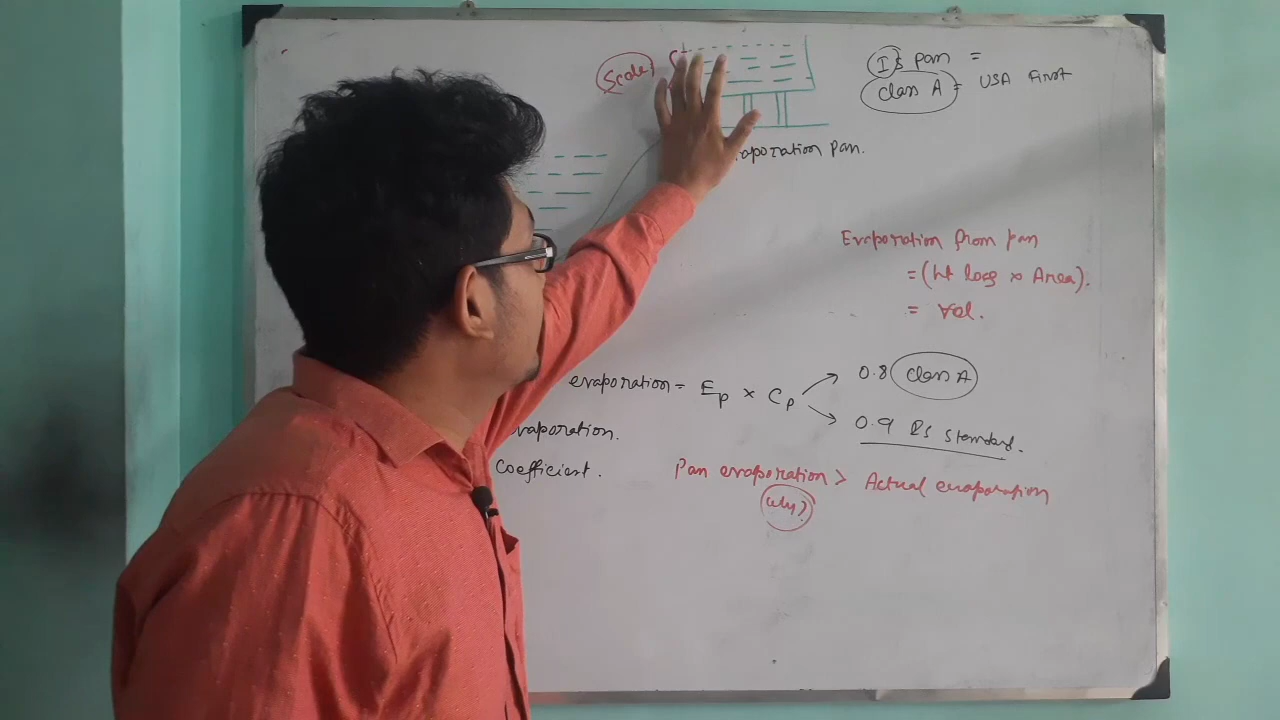 Scale
IS pan =
class A = USA first
aporation pan.
Evaporation from pan
= (ht loss × Area).
= Vol.
evaporation = Ep × Cp
0.8 class A
0.9 IS standard.
vaporation.
coefficient.
Pan evaporation > Actual evaporation
(why?)